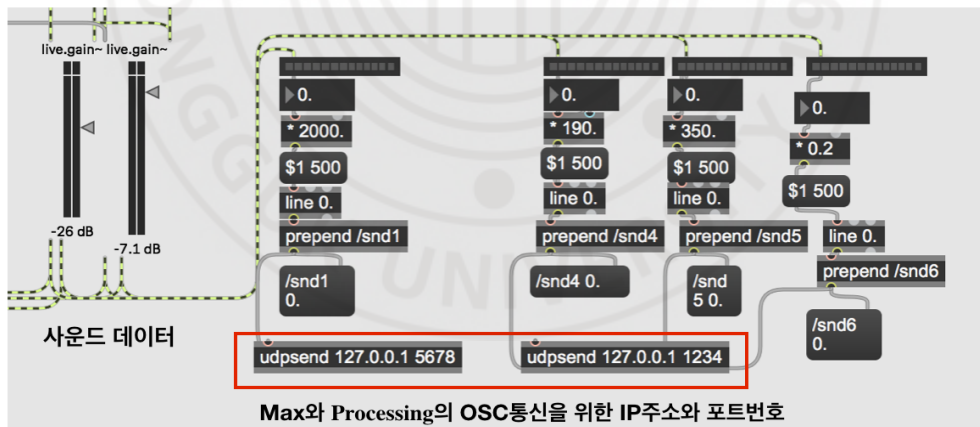 live.gain~ live.gain~
-26 dB
-7.1 dB
사운드 데이터
0.
* 2000.
$1 500
line 0.
prepend /snd1
/snd1
0.
udpsend 127.0.0.1 5678
0.
* 190.
$1 500
line 0.
prepend /snd4
/snd4 0.
udpsend 127.0.0.1 1234
0.
* 350.
$1 500
line 0.
prepend /snd5
/snd
5 0.
0.
* 0.2
$1 500
line 0.
prepend /snd6
/snd6
0.
Max와 Processing의 OSC통신을 위한 IP주소와 포트번호